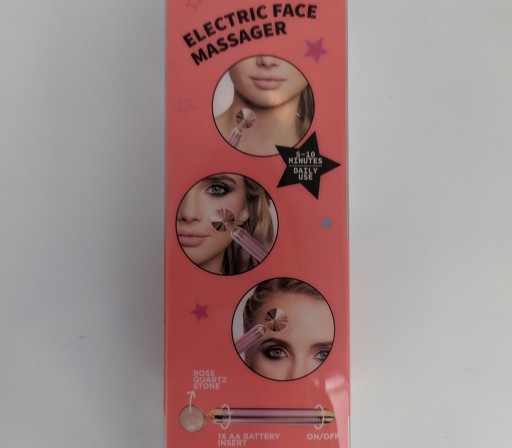 ELECTRIC FACE
MASSAGER
5-10
MINUTES
DAILY
USE
ROSE
QUARTZ
STONE
1X AA BATTERY
INSERT
ON/OFF